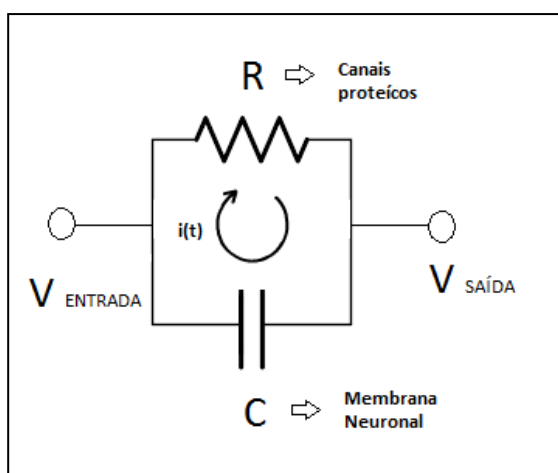 R ⇨ Canais
proteícos
i(t)
V ENTRADA
V SAÍDA
C ⇨ Membrana
Neuronal